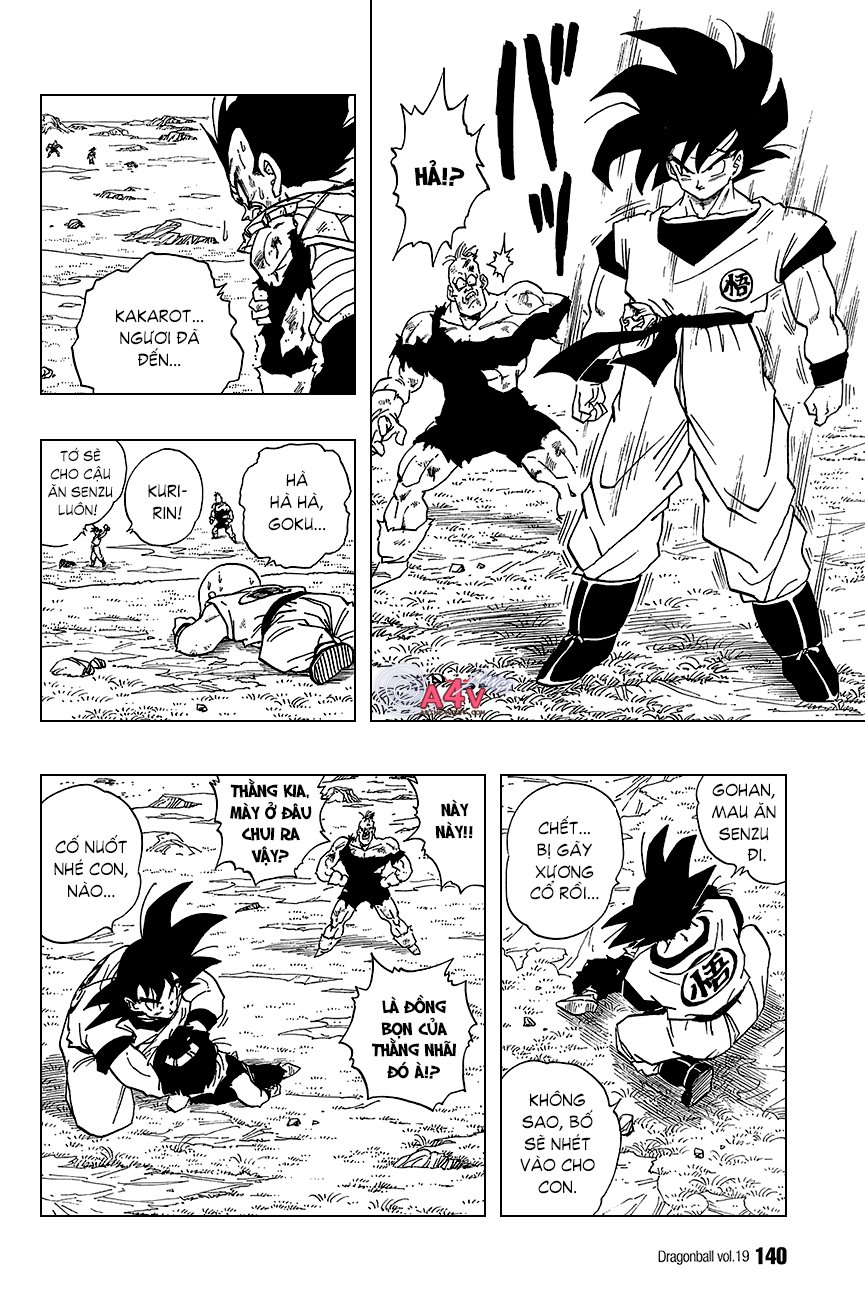 HẢ!?
悟
KAKAROT...
NGƯƠI ĐÃ
ĐẾN...
HÀ
HÀ HÀ,
GOKU...
KURI-
RIN!
TỚ SẼ
CHO CẬU
ĂN SENZU
LUÔN!
GOHAN,
MAU ĂN
SENZU
ĐI.
CHẾT...
BỊ GÃY
XƯƠNG
CỔ RỒI...
悟
KHÔNG
SAO, BỐ
SẼ NHÉT
VÀO CHO
CON.
NÀY
NÀY!!
THẰNG KIA,
MÀY Ở ĐÂU
CHUI RA
VẬY?
LÀ ĐỒNG
BỌN CỦA
THẰNG NHÃI
ĐÓ À!?
CỐ NUỐT
NHÉ CON,
NÀO...
A4V
Dragonball vol.19 140